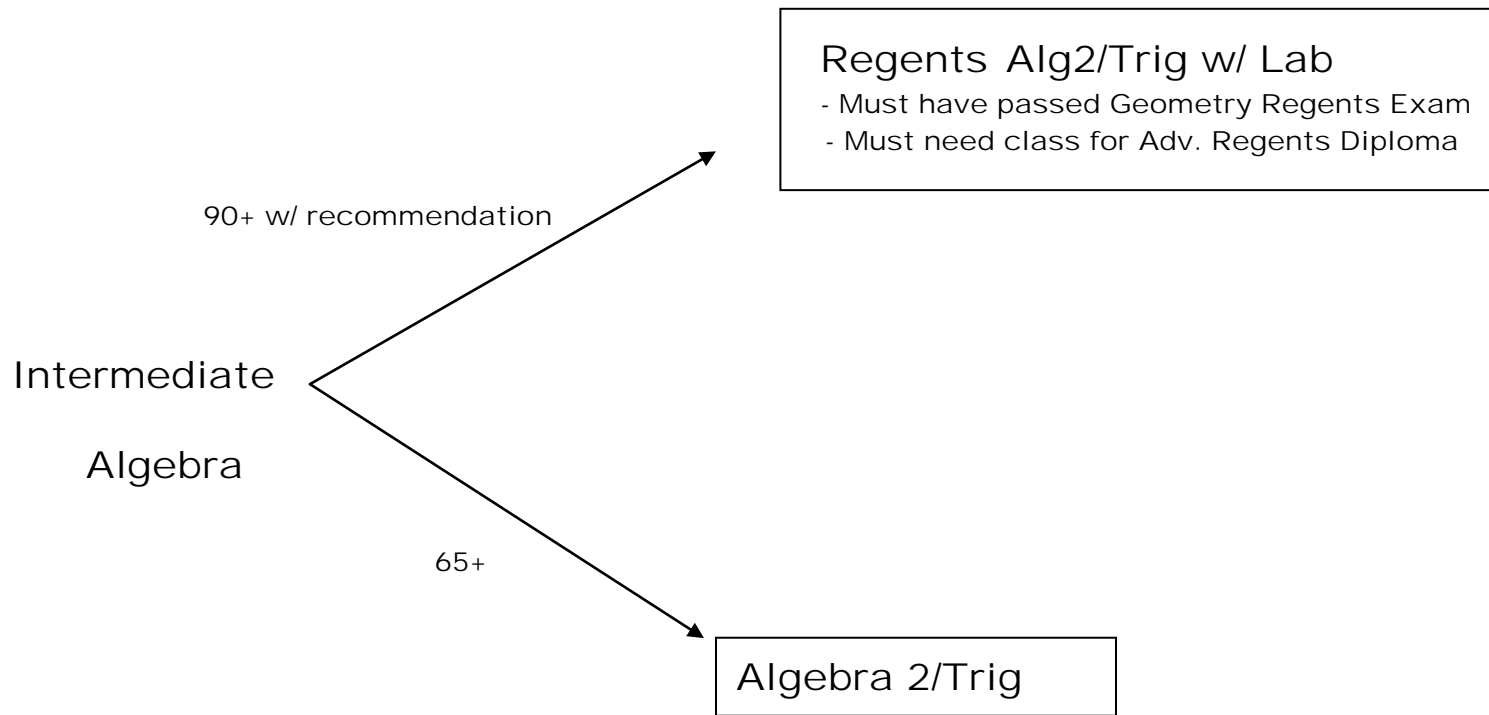 Regents Alg2/Trig w/ Lab
- Must have passed Geometry Regents Exam
- Must need class for Adv. Regents Diploma
90+ w/ recommendation
Intermediate
Algebra
65+
Algebra 2/Trig